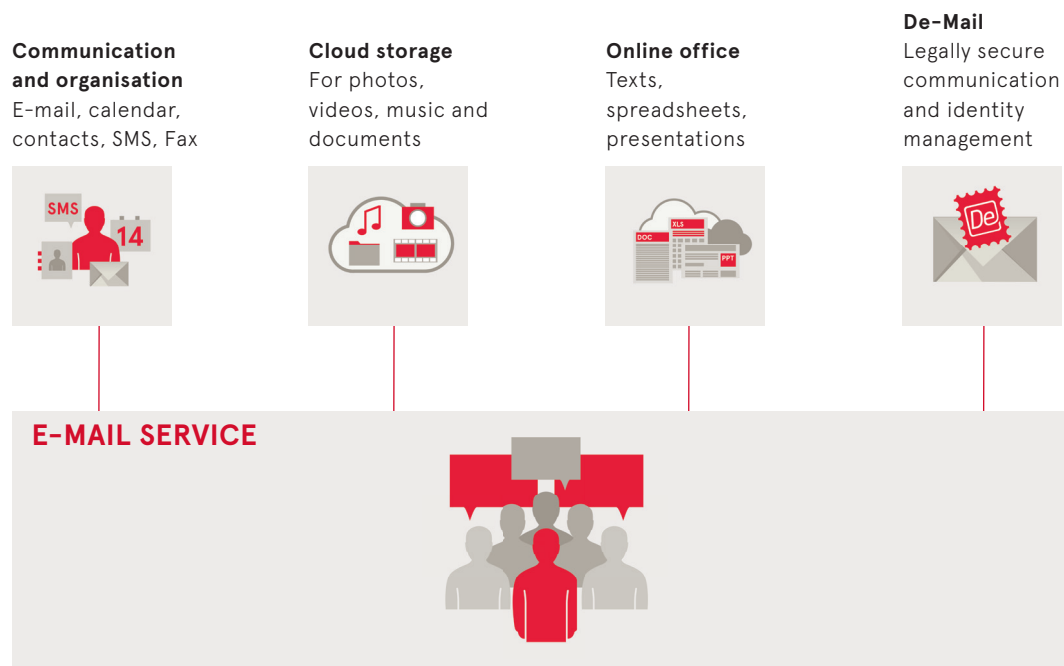 Communication
and organisation
E-mail, calendar,
contacts, SMS, Fax
Cloud storage
For photos,
videos, music and
documents
Online office
Texts,
spreadsheets,
presentations
De-Mail
Legally secure
communication
and identity
management
SMS
14
DOC
XLS
PPT
De
E-MAIL SERVICE